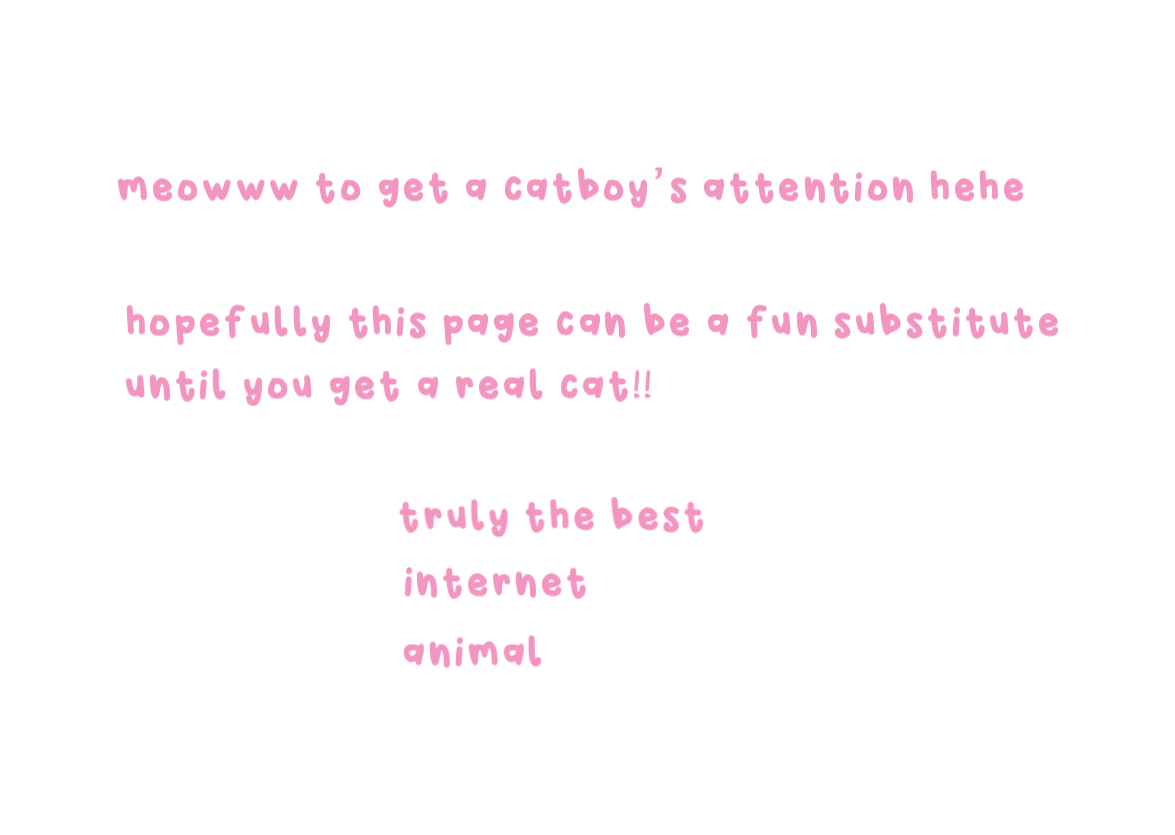 meowww to get a catboy's attention hehe
hopefully this page can be a fun substitute
until you get a real cat!!
truly the best
internet
animal